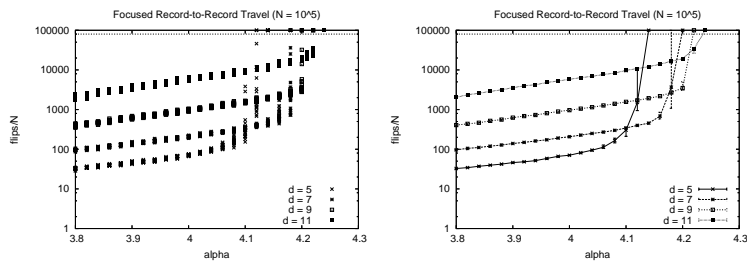 Focused Record-to-Record Travel (N = 10^5)
100000
10000
1000
100
10
1
flips/N
3.8
3.9
4
4.1
4.2
4.3
alpha
d = 5
d = 7
d = 9
d = 11
Focused Record-to-Record Travel (N = 10^5)
100000
10000
1000
100
10
1
flips/N
3.8
3.9
4
4.1
4.2
4.3
alpha
d = 5
d = 7
d = 9
d = 11